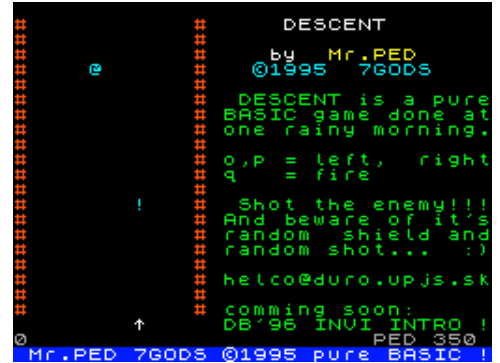 DESCENT
by Mr.PED
©1995 7GODS
DESCENT is a pure
BASIC game done at
one rainy morning.
o,p = left, right
q = fire
Shot the enemy!!!
And beware of it's
random shield and
random shot... :)
helco@duro.upjs.sk
comming soon:
DB'96 INVI INTRO !
0 PED 350
Mr.PED 7GODS ©1995 pure BASIC !